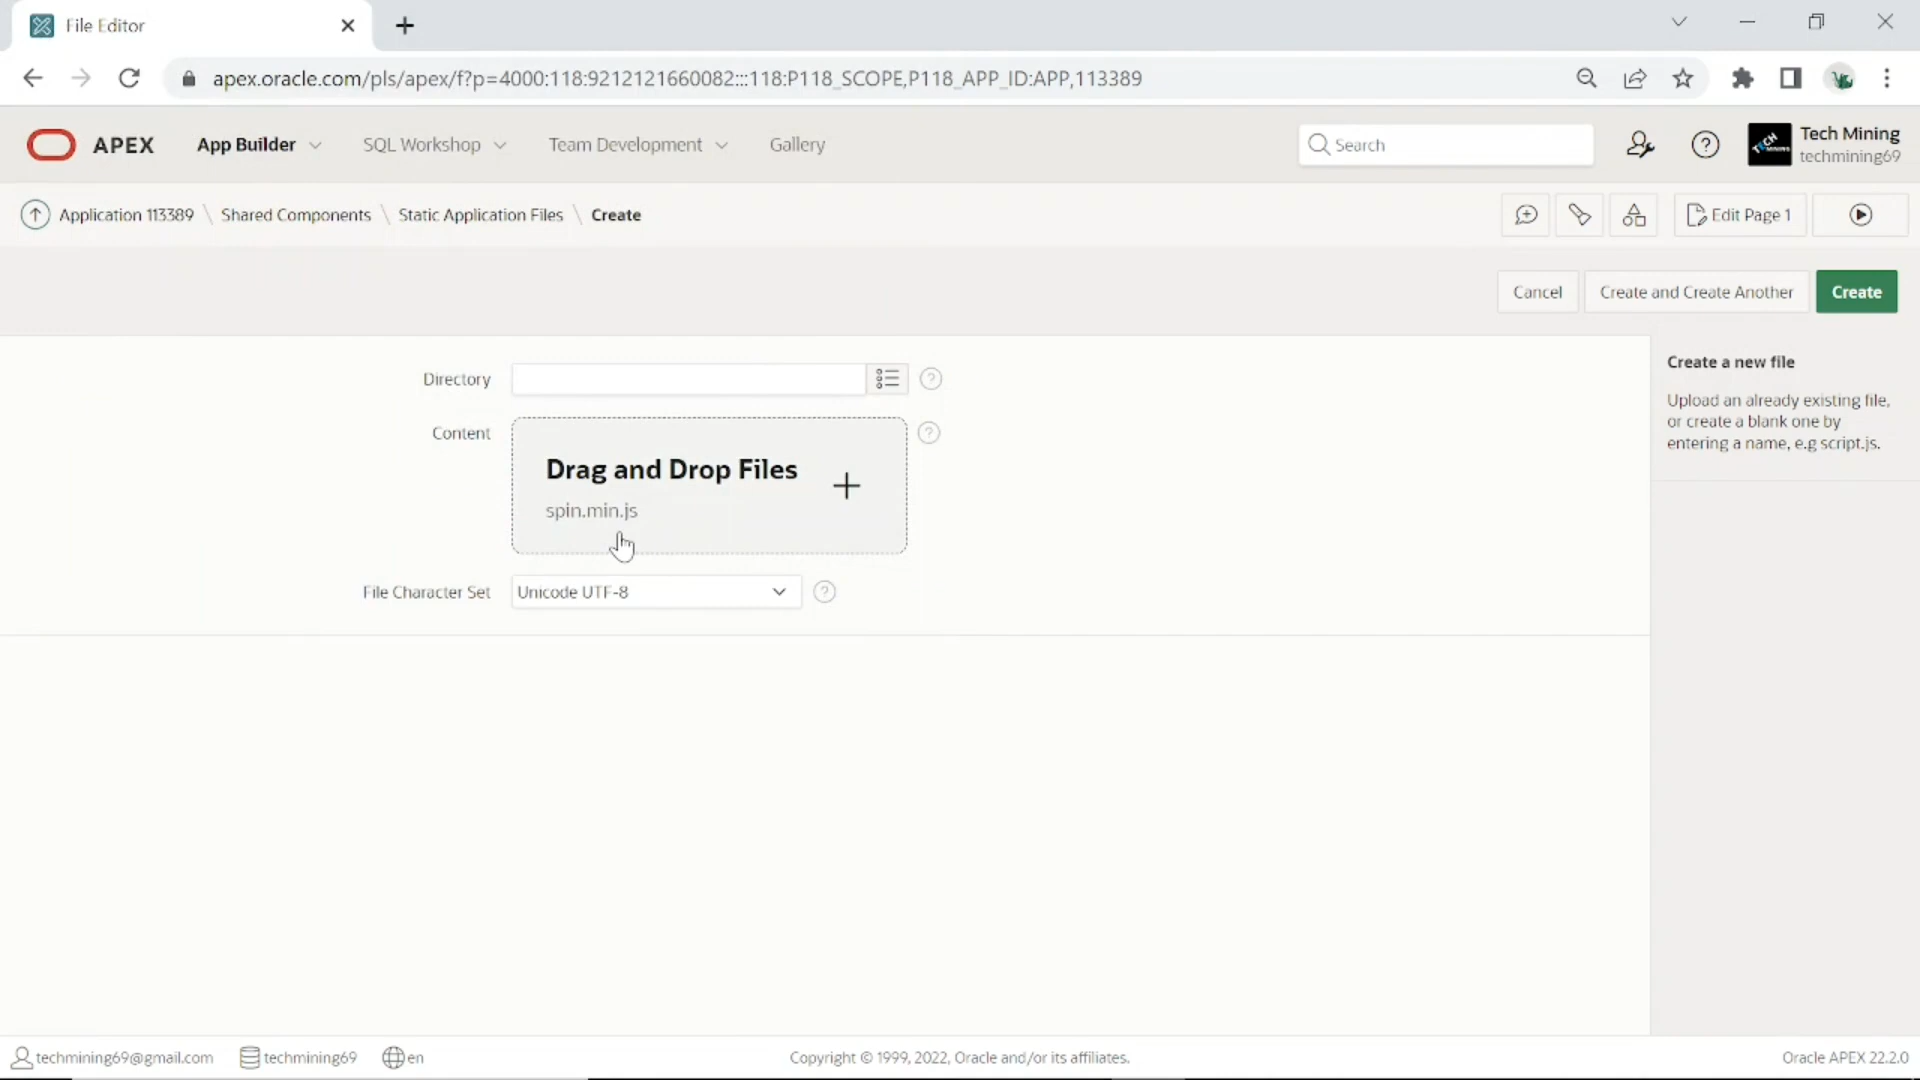 File Editor
apex.oracle.com/pls/apex/f?p=4000:118:9212121660082:::118:P118_SCOPE,P118_APP_ID:APP,113389
APEX App Builder SQL Workshop Team Development Gallery Search TECH MINING Tech Mining
techmining69
Application 113389 \ Shared Components \ Static Application Files \ Create Edit Page 1
Cancel Create and Create Another Create
Directory
Content
Drag and Drop Files
spin.min.js
File Character Set Unicode UTF-8
Create a new file
Upload an already existing file,
or create a blank one by
entering a name, e.g script.js.
techmining69@gmail.com techmining69 en Copyright © 1999, 2022, Oracle and/or its affiliates. Oracle APEX 22.2.0